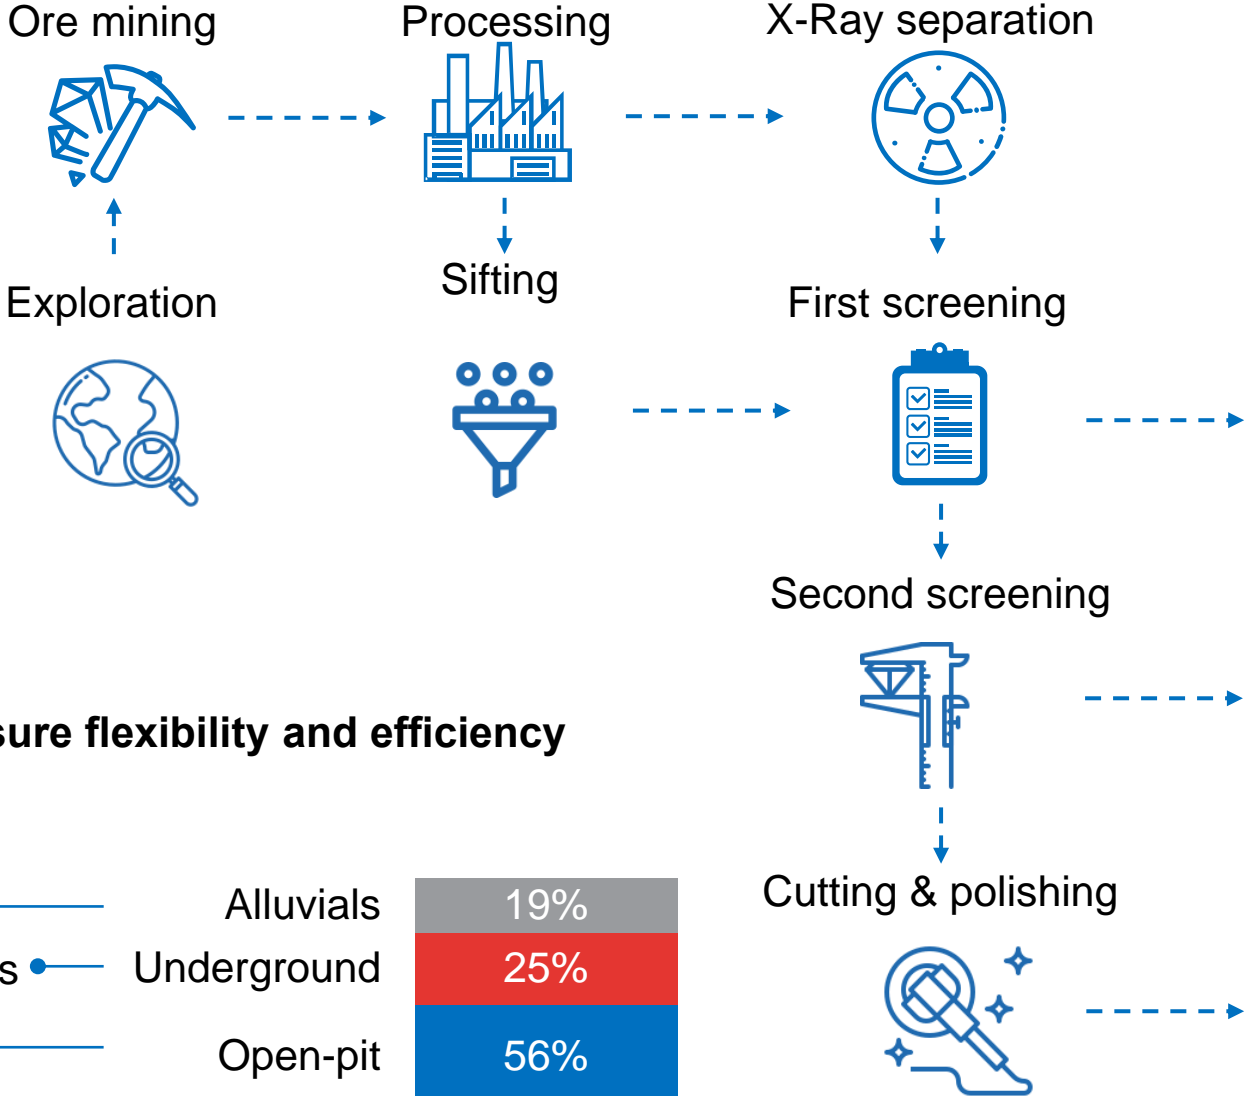 Ore mining
Processing
X-Ray separation
Exploration
Sifting
First screening
Second screening
sure flexibility and efficiency
Cutting & polishing
Alluvials 19%
s Underground 25%
Open-pit 56%